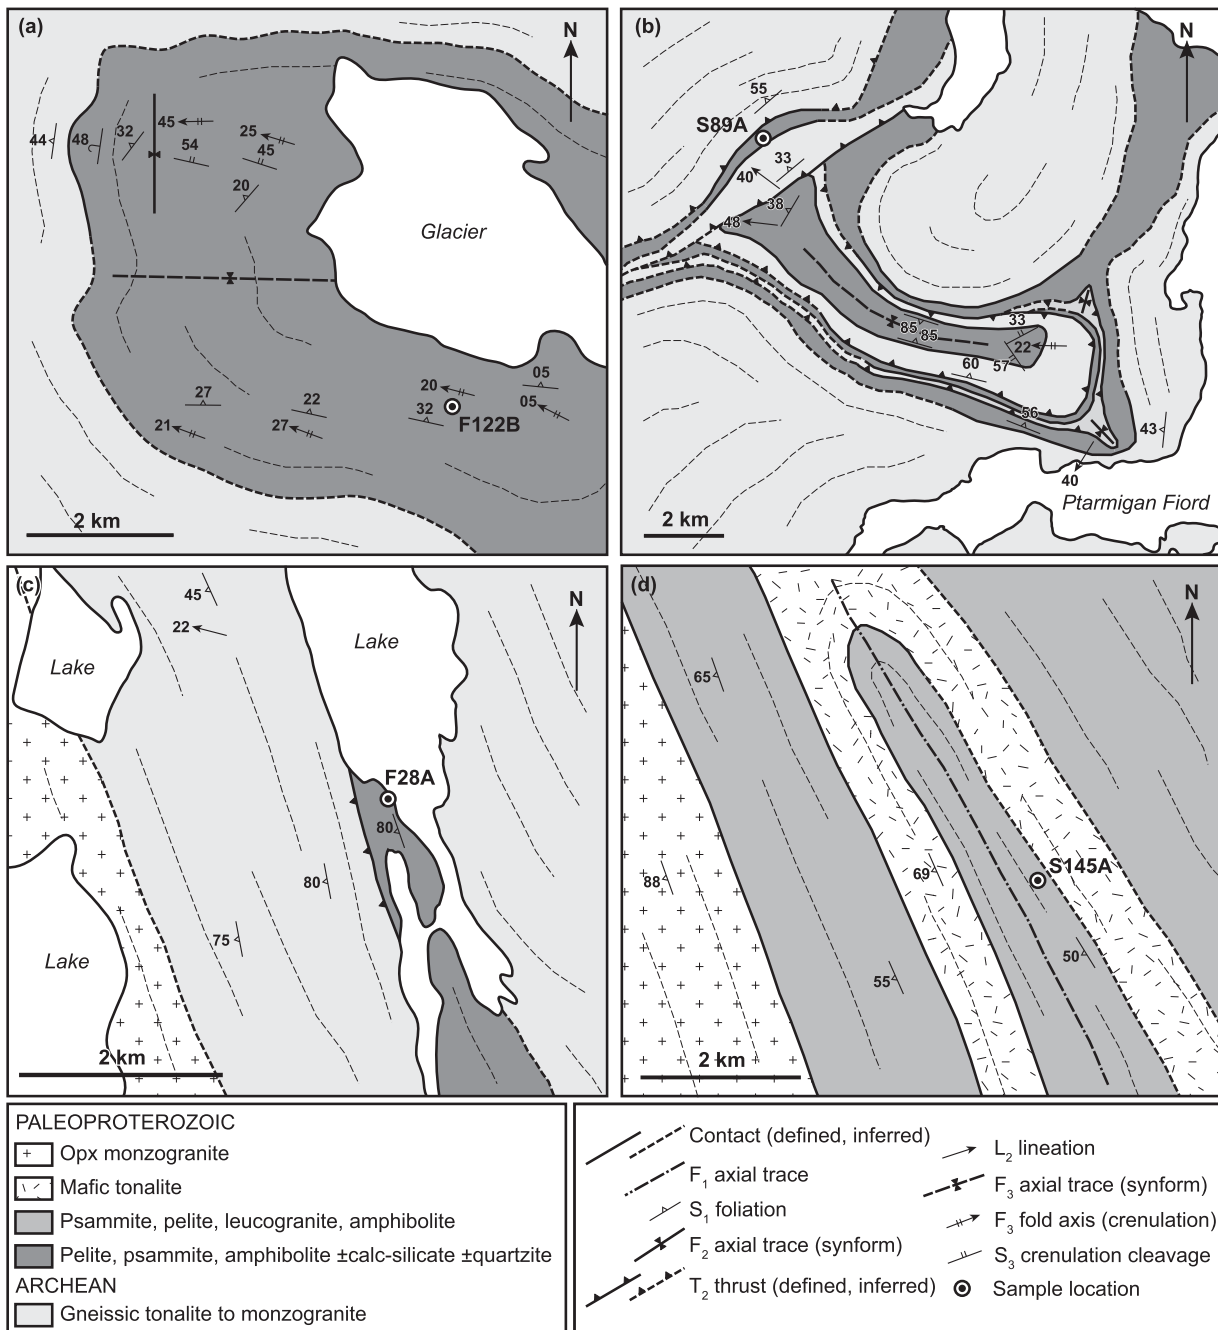 (a)
N
44
48
32
45
54
25
45
20
Glacier
27
21
22
27
20
32
F122B
05
05
2 km
(b)
N
55
S89A
33
40
38
48
85
85
33
22
57
60
56
43
40
2 km
Ptarmigan Fiord
(c)
N
45
22
Lake
Lake
F28A
80
80
75
Lake
2 km
(d)
N
65
88
69
S145A
50
55
2 km
PALEOPROTEROZOIC
Opx monzogranite
Mafic tonalite
Psammite, pelite, leucogranite, amphibolite
Pelite, psammite, amphibolite ±calc-silicate ±quartzite
ARCHEAN
Gneissic tonalite to monzogranite
Contact (defined, inferred)
F1 axial trace
S1 foliation
F2 axial trace (synform)
T2 thrust (defined, inferred)
L2 lineation
F3 axial trace (synform)
F3 fold axis (crenulation)
S3 crenulation cleavage
Sample location